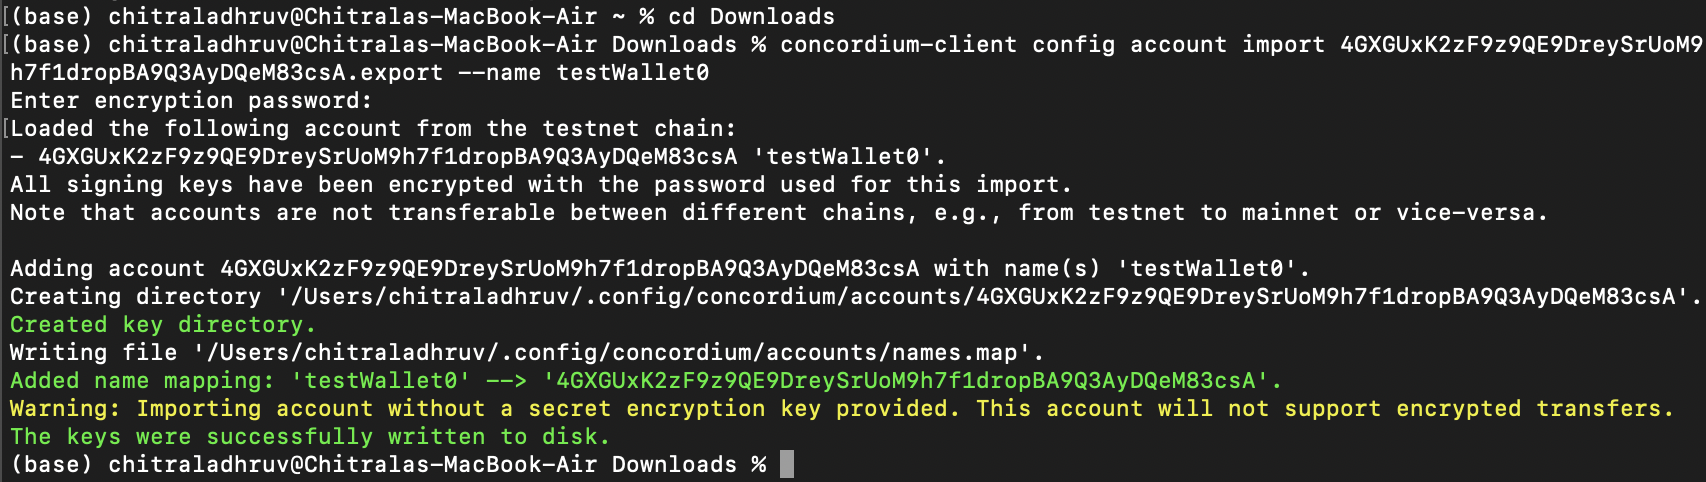 [(base) chitraladhruv@Chitralas-MacBook-Air ~ % cd Downloads
[(base) chitraladhruv@Chitralas-MacBook-Air Downloads % concordium-client config account import 4GXGUxK2zF9z9QE9DreySrUoM9
h7f1dropBA9Q3AyDQeM83csA.export --name testWallet0
Enter encryption password:
[Loaded the following account from the testnet chain:
- 4GXGUxK2zF9z9QE9DreySrUoM9h7f1dropBA9Q3AyDQeM83csA 'testWallet0'.
All signing keys have been encrypted with the password used for this import.
Note that accounts are not transferable between different chains, e.g., from testnet to mainnet or vice-versa.
Adding account 4GXGUxK2zF9z9QE9DreySrUoM9h7f1dropBA9Q3AyDQeM83csA with name(s) 'testWallet0'.
Creating directory '/Users/chitraladhruv/.config/concordium/accounts/4GXGUxK2zF9z9QE9DreySrUoM9h7f1dropBA9Q3AyDQeM83csA'.
Created key directory.
Writing file '/Users/chitraladhruv/.config/concordium/accounts/names.map'.
Added name mapping: 'testWallet0' --> '4GXGUxK2zF9z9QE9DreySrUoM9h7f1dropBA9Q3AyDQeM83csA'.
Warning: Importing account without a secret encryption key provided. This account will not support encrypted transfers.
The keys were successfully written to disk.
(base) chitraladhruv@Chitralas-MacBook-Air Downloads %